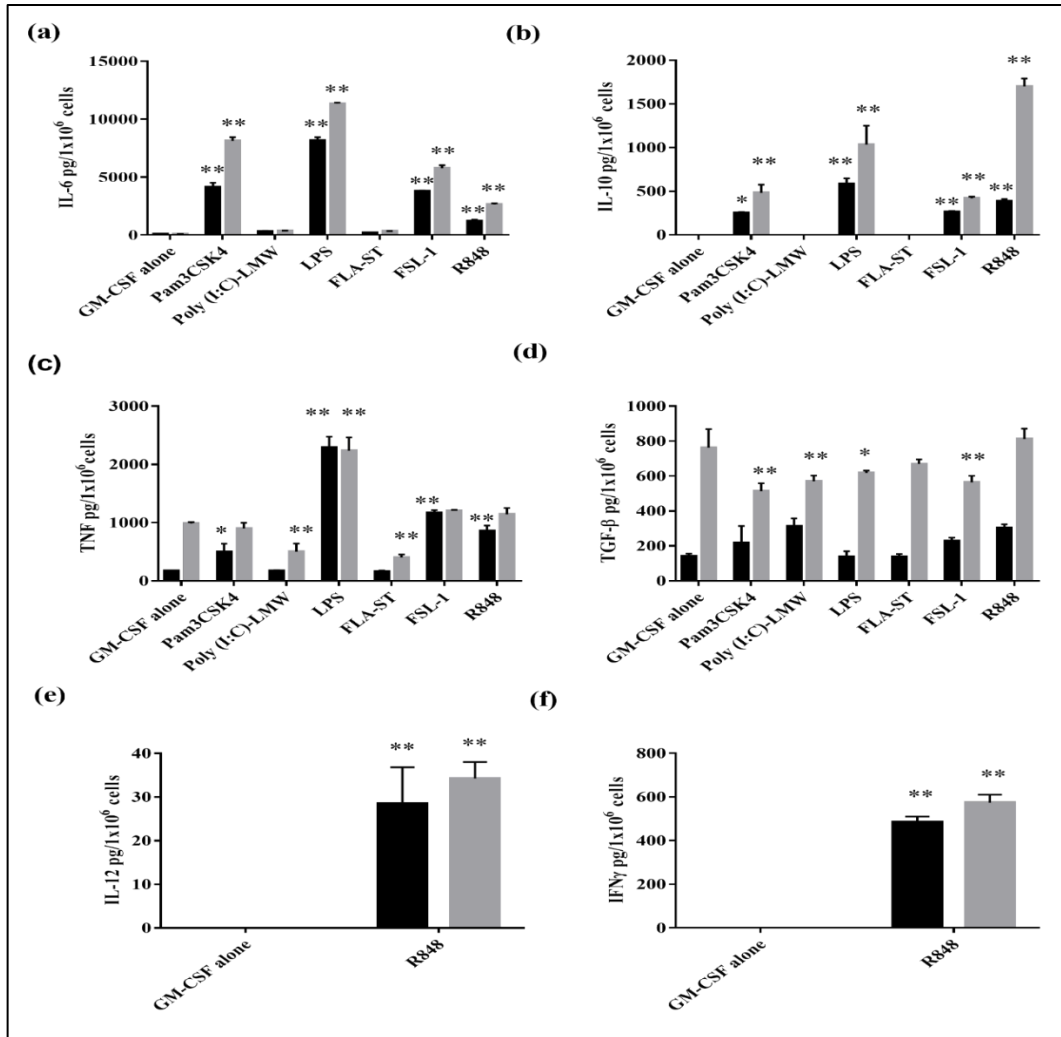 (a)
IL-6 pg/1x10⁶ cells
15000
10000
5000
0
** ** ** ** ** ** ** **
GM-CSF alone
Pam3CSK4
Poly (I:C)-LMW
LPS
FLA-ST
FSL-1
R848
(b)
IL-10 pg/1x10⁶ cells
2000
1500
1000
500
0
* ** ** ** ** ** ** **
GM-CSF alone
Pam3CSK4
Poly (I:C)-LMW
LPS
FLA-ST
FSL-1
R848
(c)
TNF pg/1x10⁶cells
3000
2000
1000
0
* ** ** ** ** ** **
GM-CSF alone
Pam3CSK4
Poly (I:C)-LMW
LPS
FLA-ST
FSL-1
R848
(d)
TGF-β pg/1x10⁶ cells
1000
800
600
400
200
0
** ** * **
GM-CSF alone
Pam3CSK4
Poly (I:C)-LMW
LPS
FLA-ST
FSL-1
R848
(e)
IL-12 pg/1x10⁶ cells
40
30
20
10
0
** **
GM-CSF alone
R848
(f)
IFNγ pg/1x10⁶ cells
800
600
400
200
0
** **
GM-CSF alone
R848